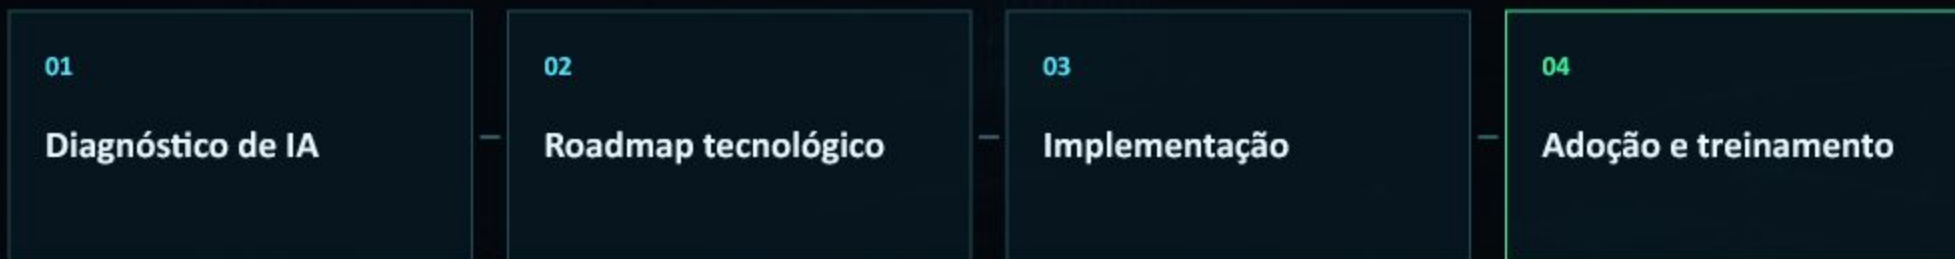 01
Diagnóstico de IA
02
Roadmap tecnológico
03
Implementação
04
Adoção e treinamento